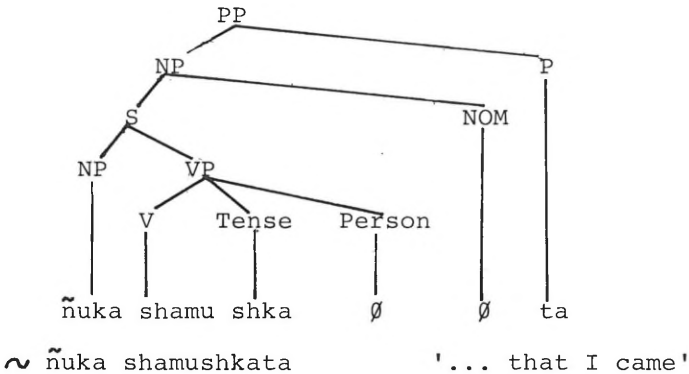 PP
NP P
S NOM
NP VP
V Tense Person
ñuka shamu shka Ø Ø ta
~ ñuka shamushkata '... that I came'